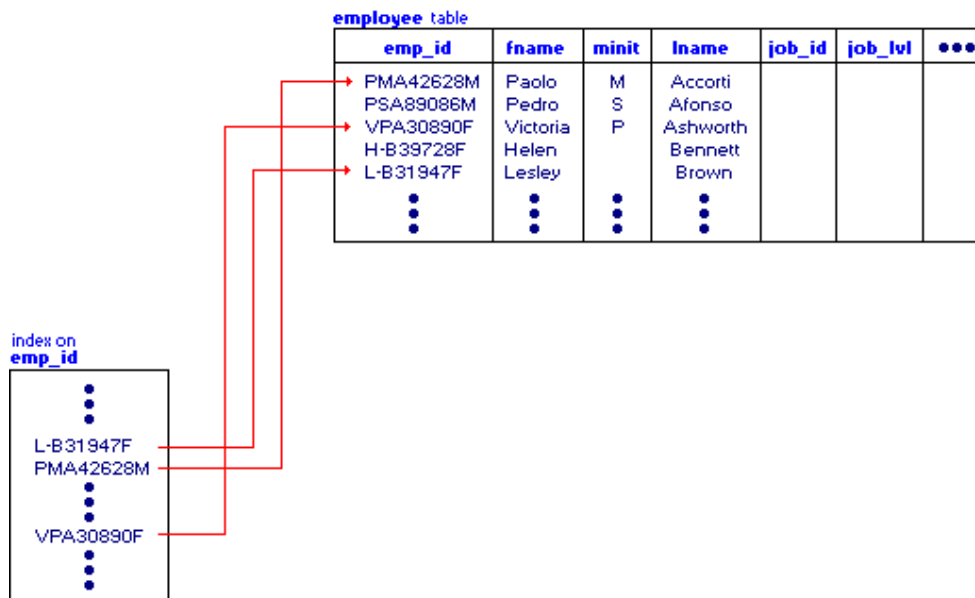 employee table
emp_id fname minit lname job_id job_lvl
PMA42628M Paolo M Accorti
PSA89086M Pedro S Afonso
VPA30890F Victoria P Ashworth
H-B39728F Helen Bennett
L-B31947F Lesley Brown
index on
emp_id
L-B31947F
PMA42628M
VPA30890F